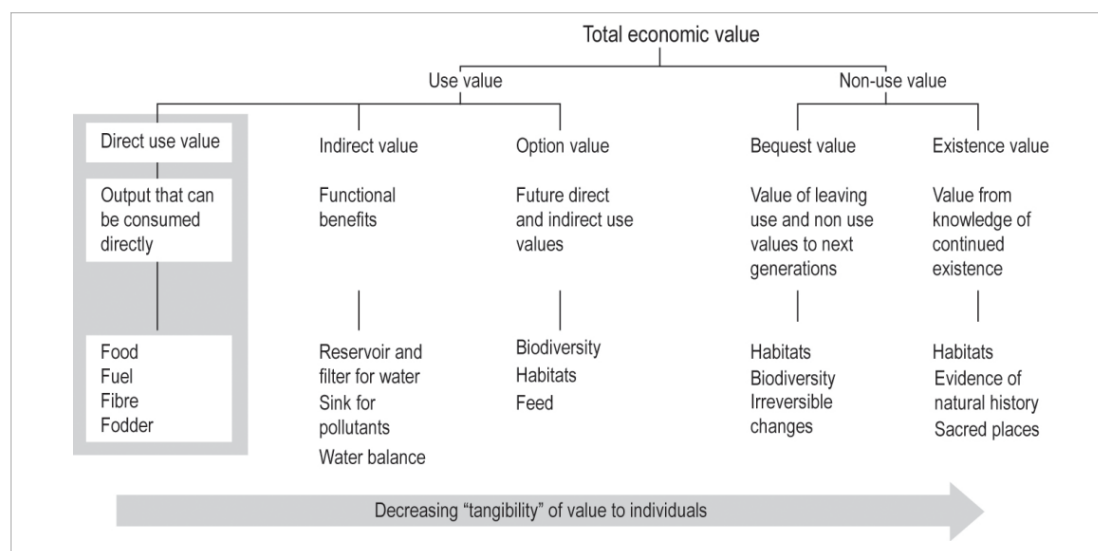 Total economic value
Use value
Non-use value
Direct use value
Indirect value
Option value
Bequest value
Existence value
Output that can
be consumed
directly
Functional
benefits
Future direct
and indirect use
values
Value of leaving
use and non use
values to next
generations
Value from
knowledge of
continued
existence
Food
Fuel
Fibre
Fodder
Reservoir and
filter for water
Sink for
pollutants
Water balance
Biodiversity
Habitats
Feed
Habitats
Biodiversity
Irreversible
changes
Habitats
Evidence of
natural history
Sacred places
Decreasing “tangibility” of value to individuals